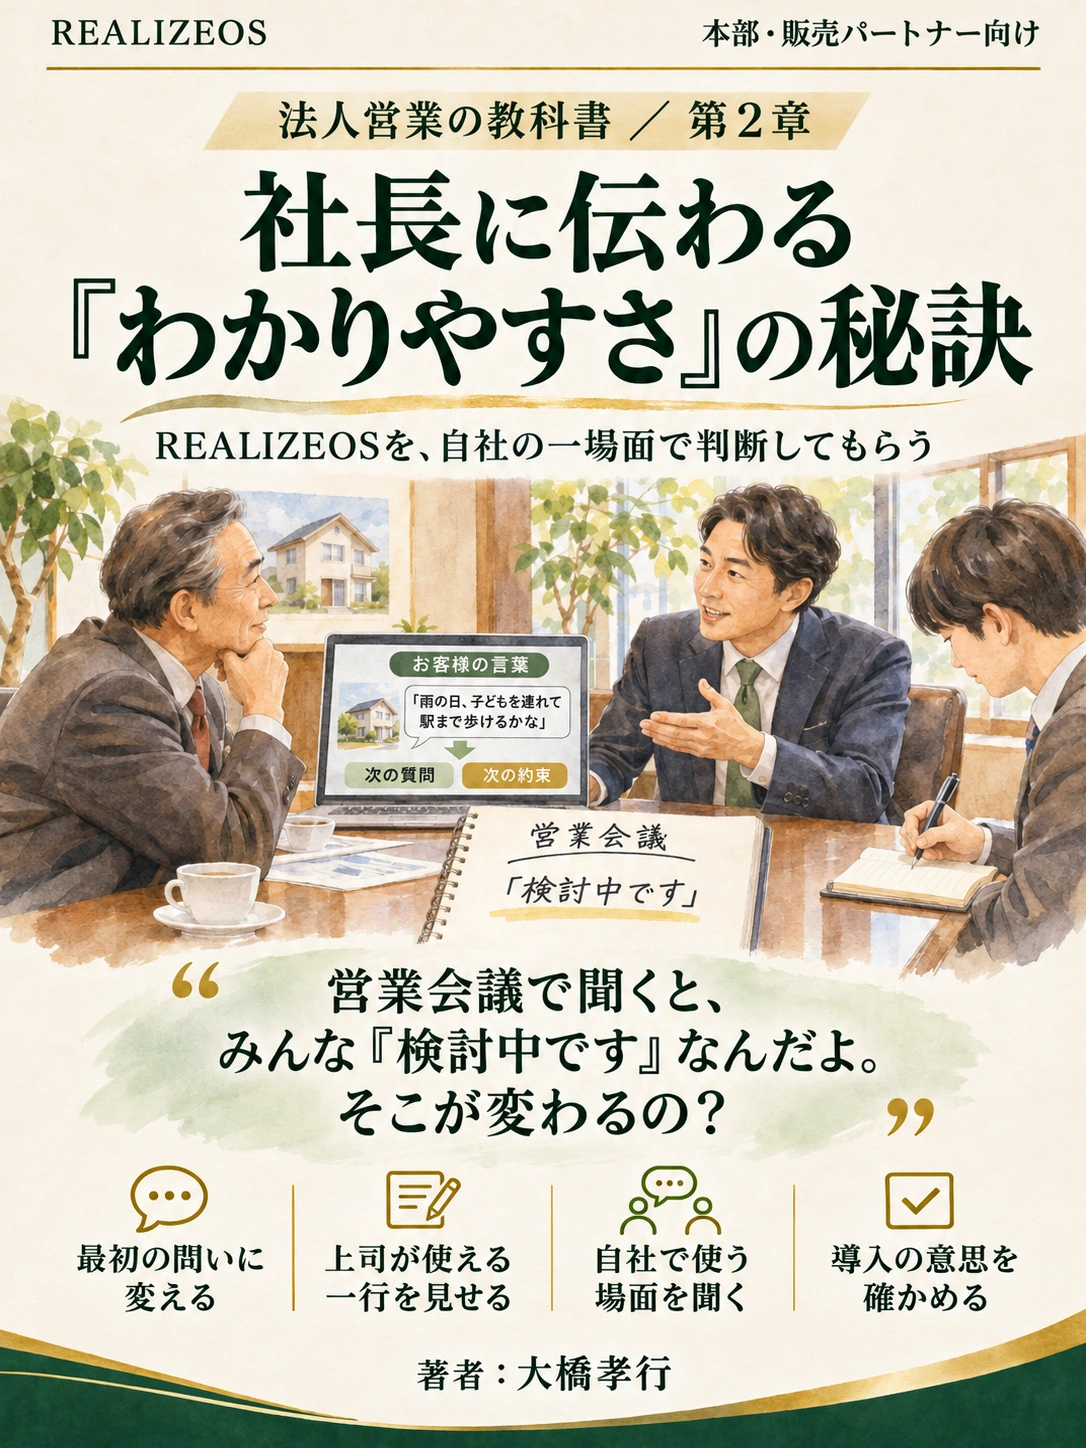 REALIZEOS
本部・販売パートナー向け
法人営業の教科書 ／ 第2章
社長に伝わる
『わかりやすさ』の秘訣
REALIZEOSを、自社の一場面で判断してもらう
お客様の言葉
「雨の日、子どもを連れて
駅まで歩けるかな」
次の質問
次の約束
営業会議
「検討中です」
“営業会議で聞くと、
みんな『検討中です』なんだよ。
そこが変わるの？”
最初の問いに
変える
上司が使える
一行を見せる
自社で使う
場面を聞く
導入の意思を
確かめる
著者：大橋孝行